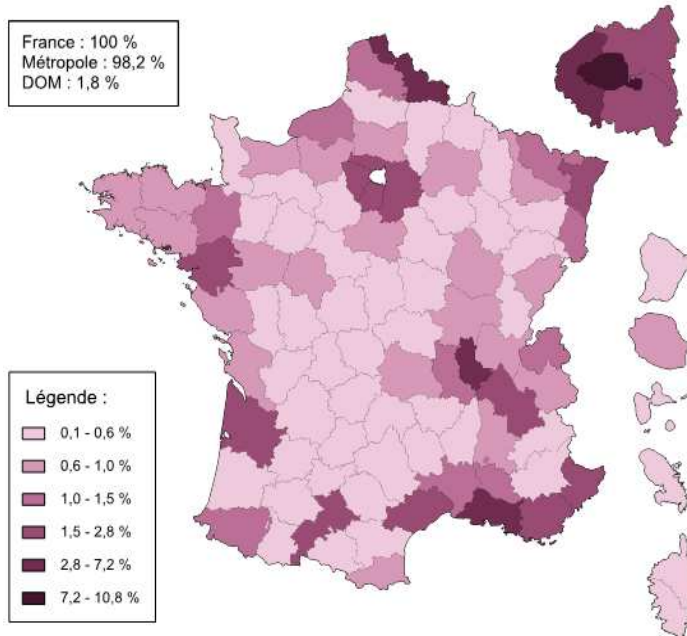 France : 100 %
Métropole : 98,2 %
DOM : 1,8 %
Légende :
0,1 - 0,6 %
0,6 - 1,0 %
1,0 - 1,5 %
1,5 - 2,8 %
2,8 - 7,2 %
7,2 - 10,8 %